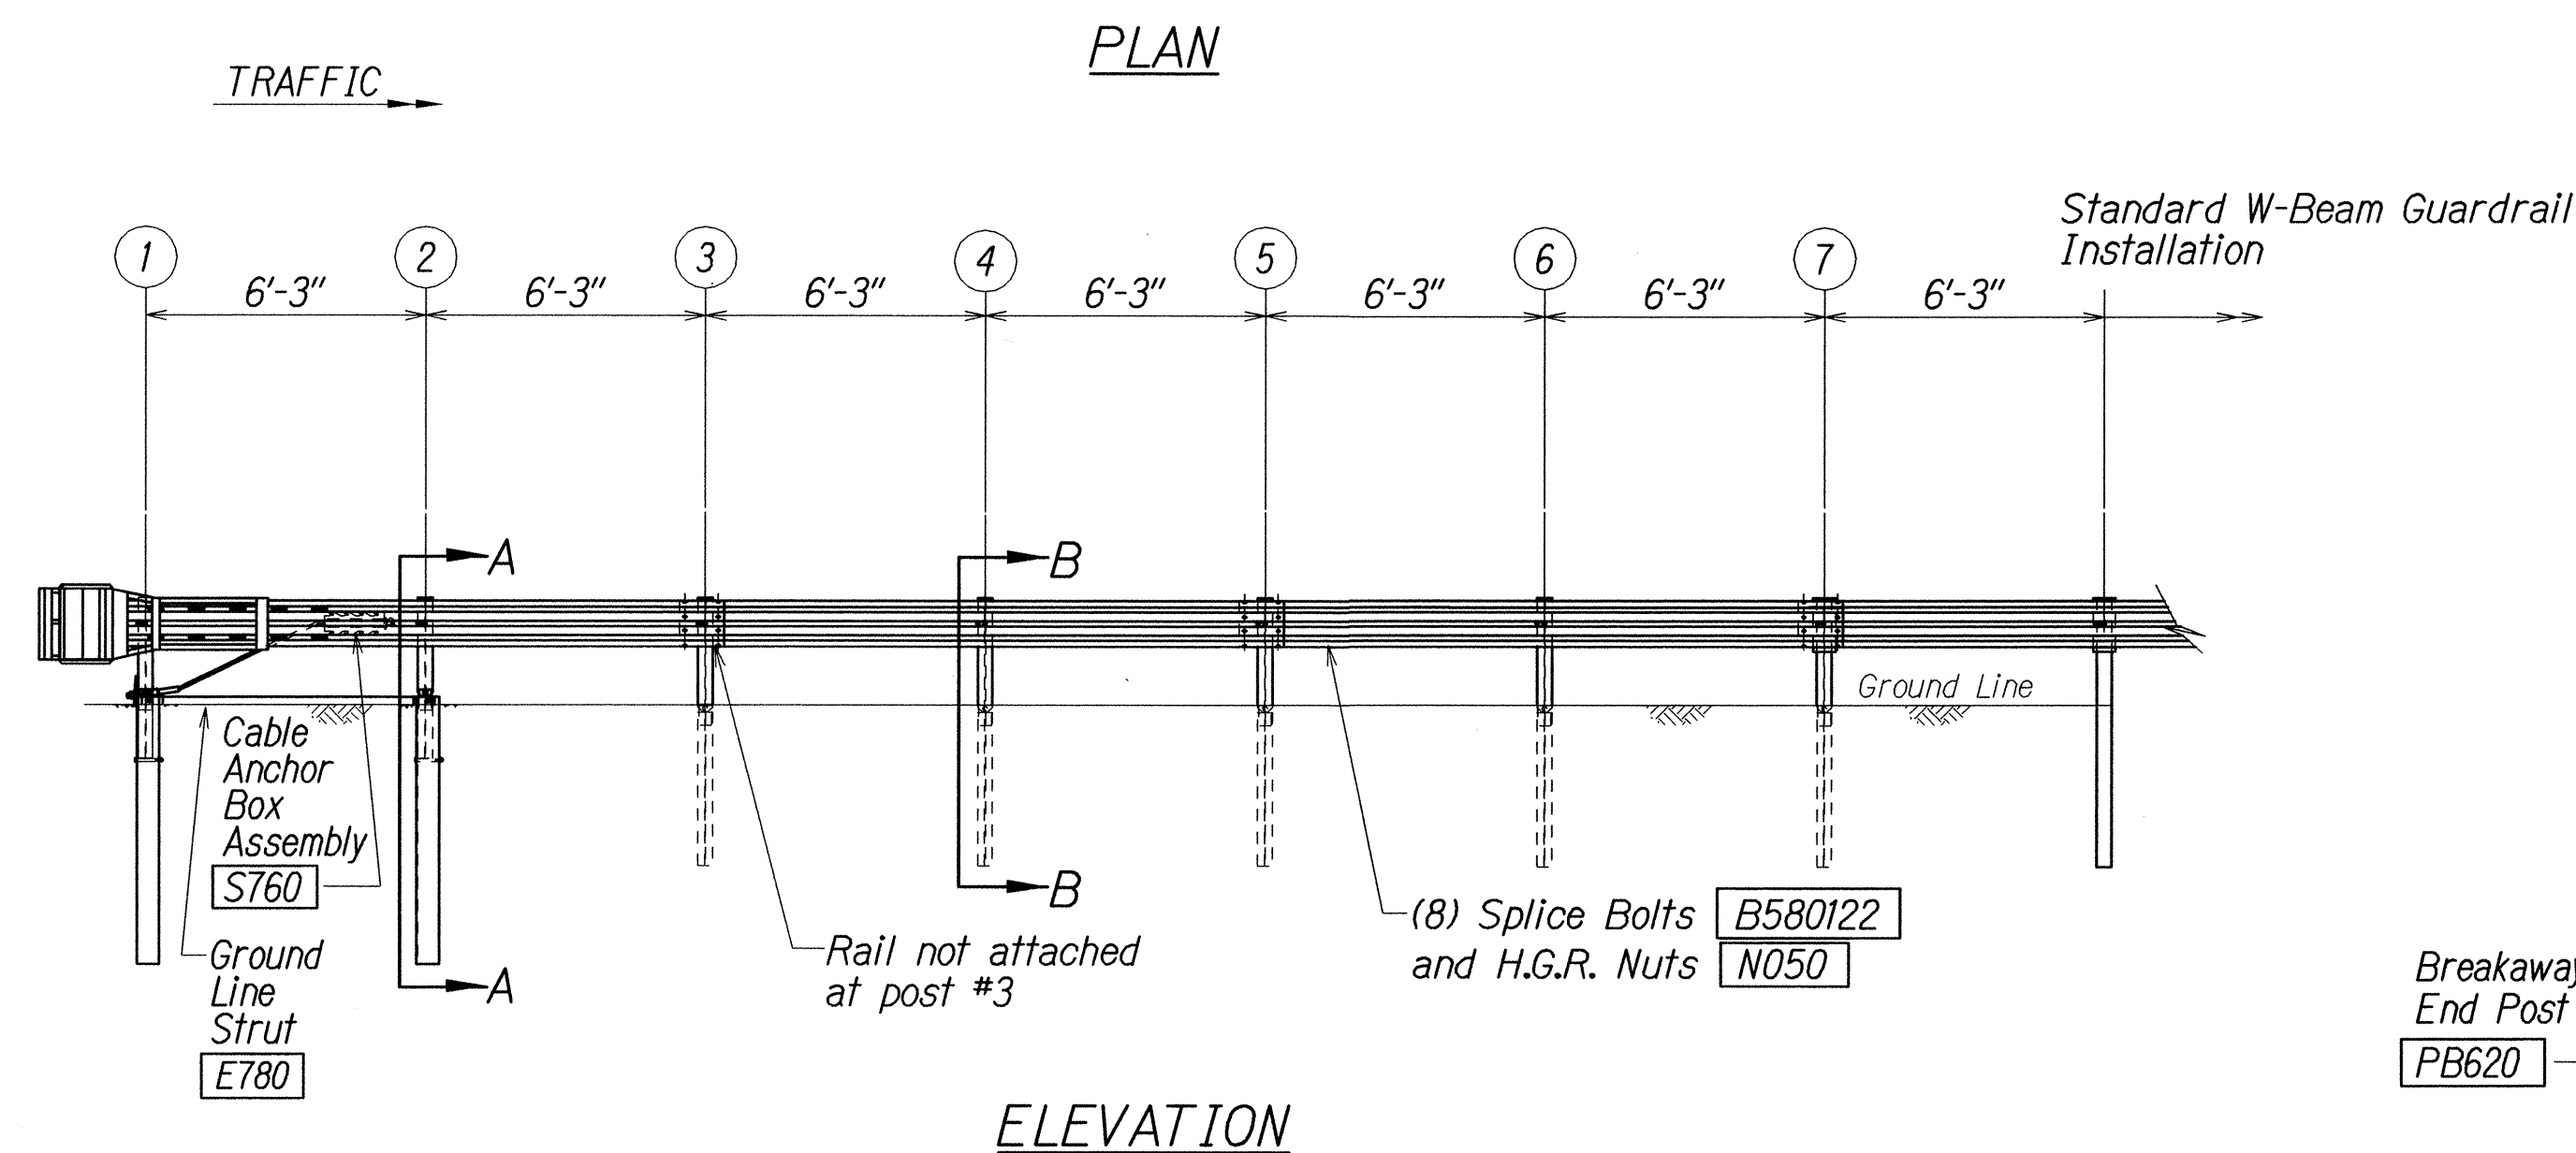 PLAN
TRAFFIC
Standard W-Beam Guardrail
Installation
1 2 3 4 5 6 7
6'-3" 6'-3" 6'-3" 6'-3" 6'-3" 6'-3" 6'-3"
A B
Ground Line
Cable
Anchor
Box
Assembly
S760
B
A
Ground
Line
Strut
E780
Rail not attached
at post #3
(8) Splice Bolts B580122
and H.G.R. Nuts N050
Breakaway
End Post
PB620
ELEVATION